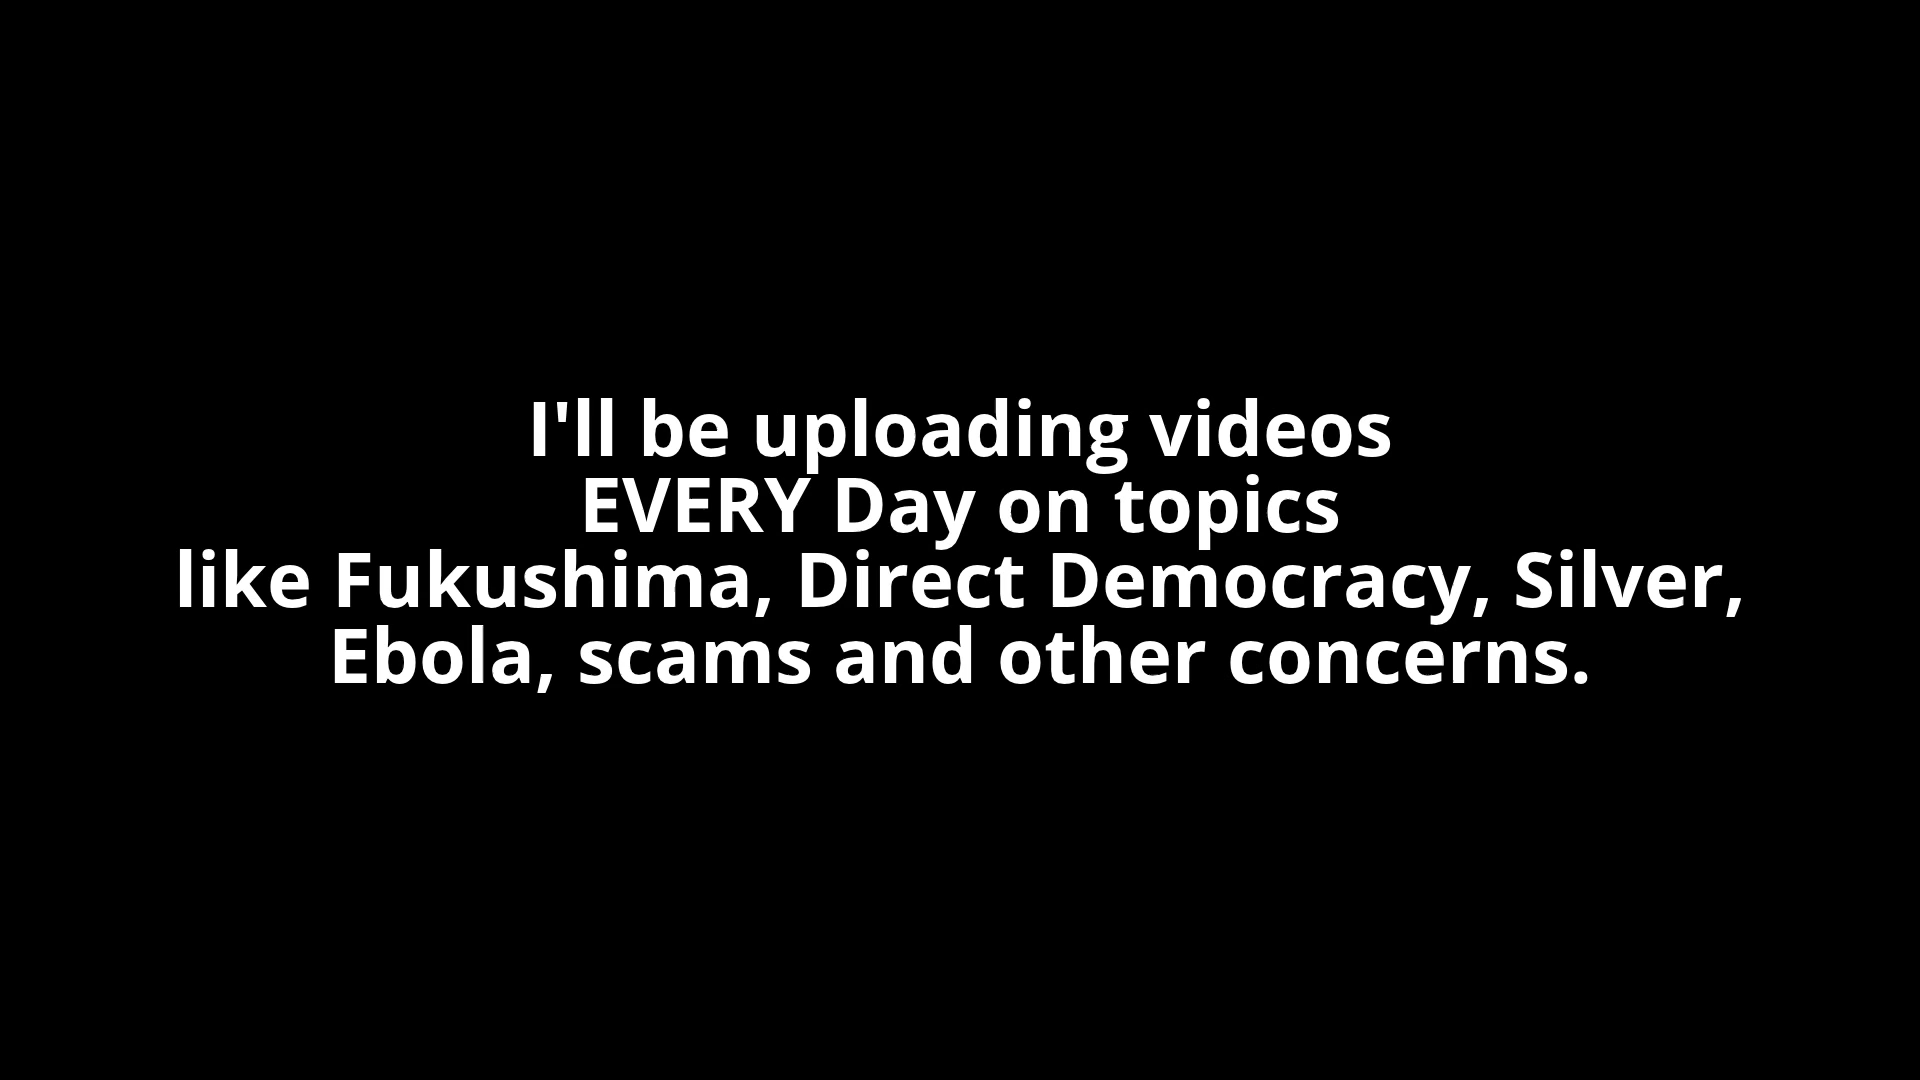 I'll be uploading videos
EVERY Day on topics
like Fukushima, Direct Democracy, Silver,
Ebola, scams and other concerns.